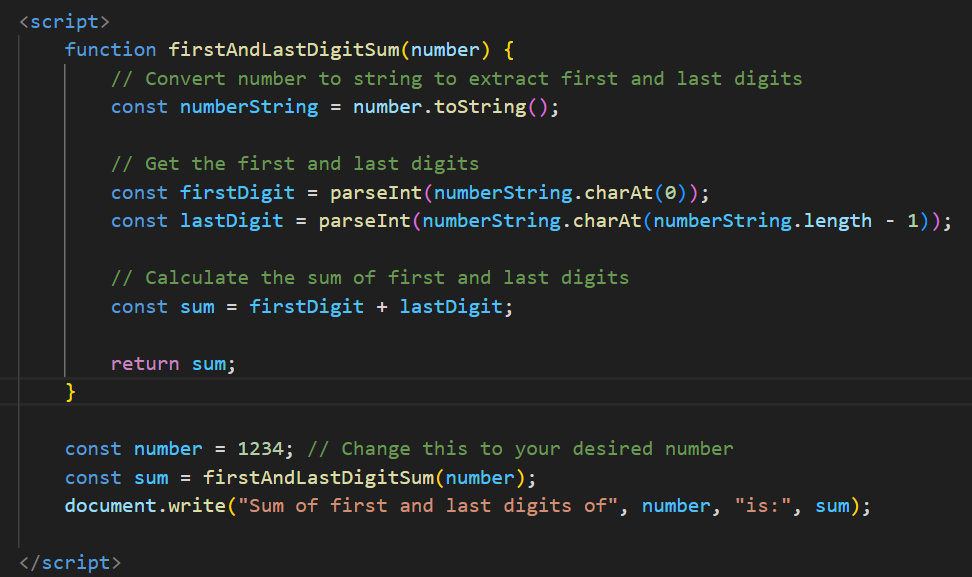 <script>
function firstAndLastDigitSum(number) {
// Convert number to string to extract first and last digits
const numberString = number.toString();
// Get the first and last digits
const firstDigit = parseInt(numberString.charAt(0));
const lastDigit = parseInt(numberString.charAt(numberString.length - 1));
// Calculate the sum of first and last digits
const sum = firstDigit + lastDigit;
return sum;
}
const number = 1234; // Change this to your desired number
const sum = firstAndLastDigitSum(number);
document.write("Sum of first and last digits of", number, "is:", sum);
</script>